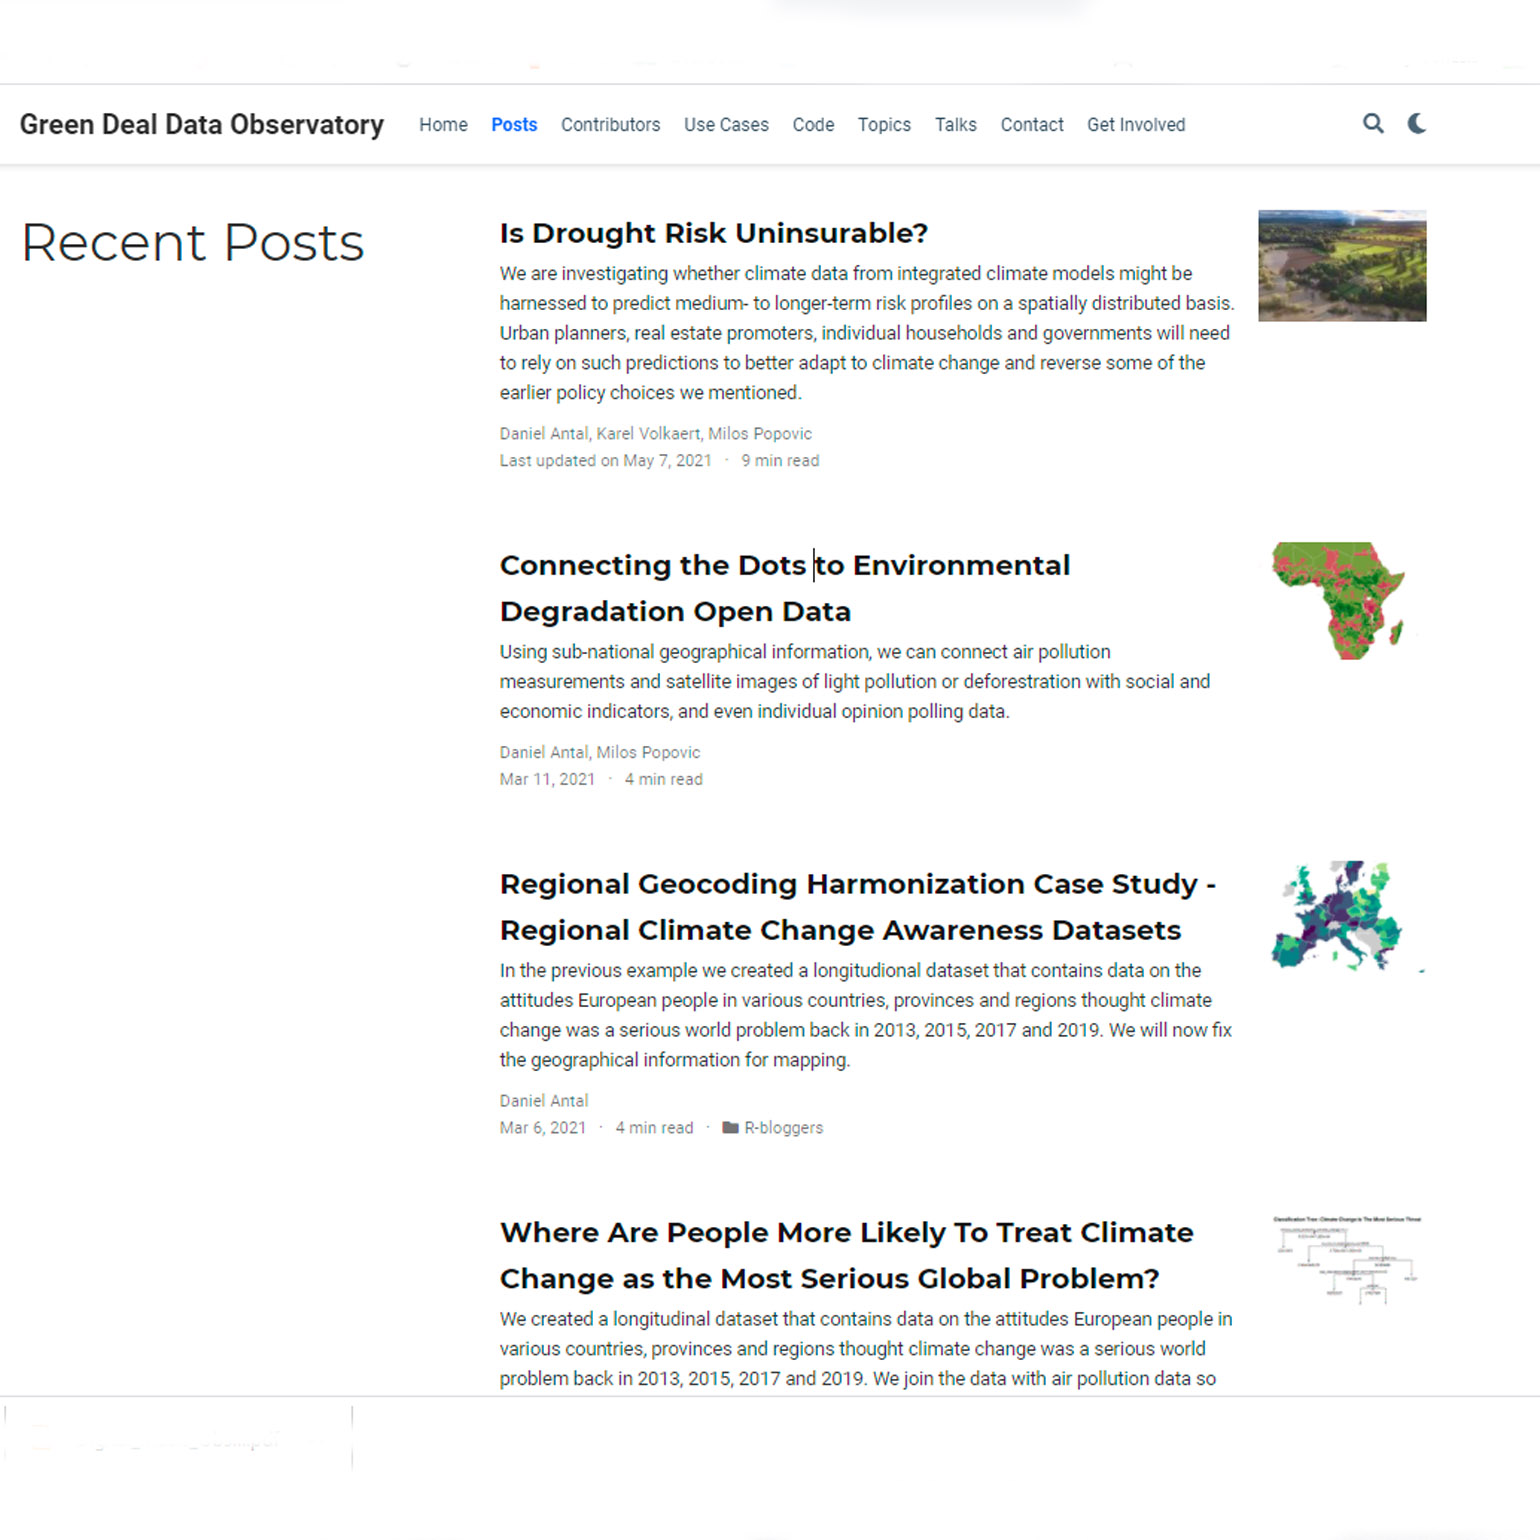 Green Deal Data Observatory Home Posts Contributors Use Cases Code Topics Talks Contact Get Involved
Recent Posts
Is Drought Risk Uninsurable?
We are investigating whether climate data from integrated climate models might be
harnessed to predict medium- to longer-term risk profiles on a spatially distributed basis.
Urban planners, real estate promoters, individual households and governments will need
to rely on such predictions to better adapt to climate change and reverse some of the
earlier policy choices we mentioned.
Daniel Antal, Karel Volkaert, Milos Popovic
Last updated on May 7, 2021 · 9 min read
Connecting the Dots to Environmental
Degradation Open Data
Using sub-national geographical information, we can connect air pollution
measurements and satellite images of light pollution or deforestration with social and
economic indicators, and even individual opinion polling data.
Daniel Antal, Milos Popovic
Mar 11, 2021 · 4 min read
Regional Geocoding Harmonization Case Study -
Regional Climate Change Awareness Datasets
In the previous example we created a longitudional dataset that contains data on the
attitudes European people in various countries, provinces and regions thought climate
change was a serious world problem back in 2013, 2015, 2017 and 2019. We will now fix
the geographical information for mapping.
Daniel Antal
Mar 6, 2021 · 4 min read · R-bloggers
Where Are People More Likely To Treat Climate
Change as the Most Serious Global Problem?
Classification Tree: Climate Change Is The Most Serious Threat
We created a longitudinal dataset that contains data on the attitudes European people in
various countries, provinces and regions thought climate change was a serious world
problem back in 2013, 2015, 2017 and 2019. We join the data with air pollution data so